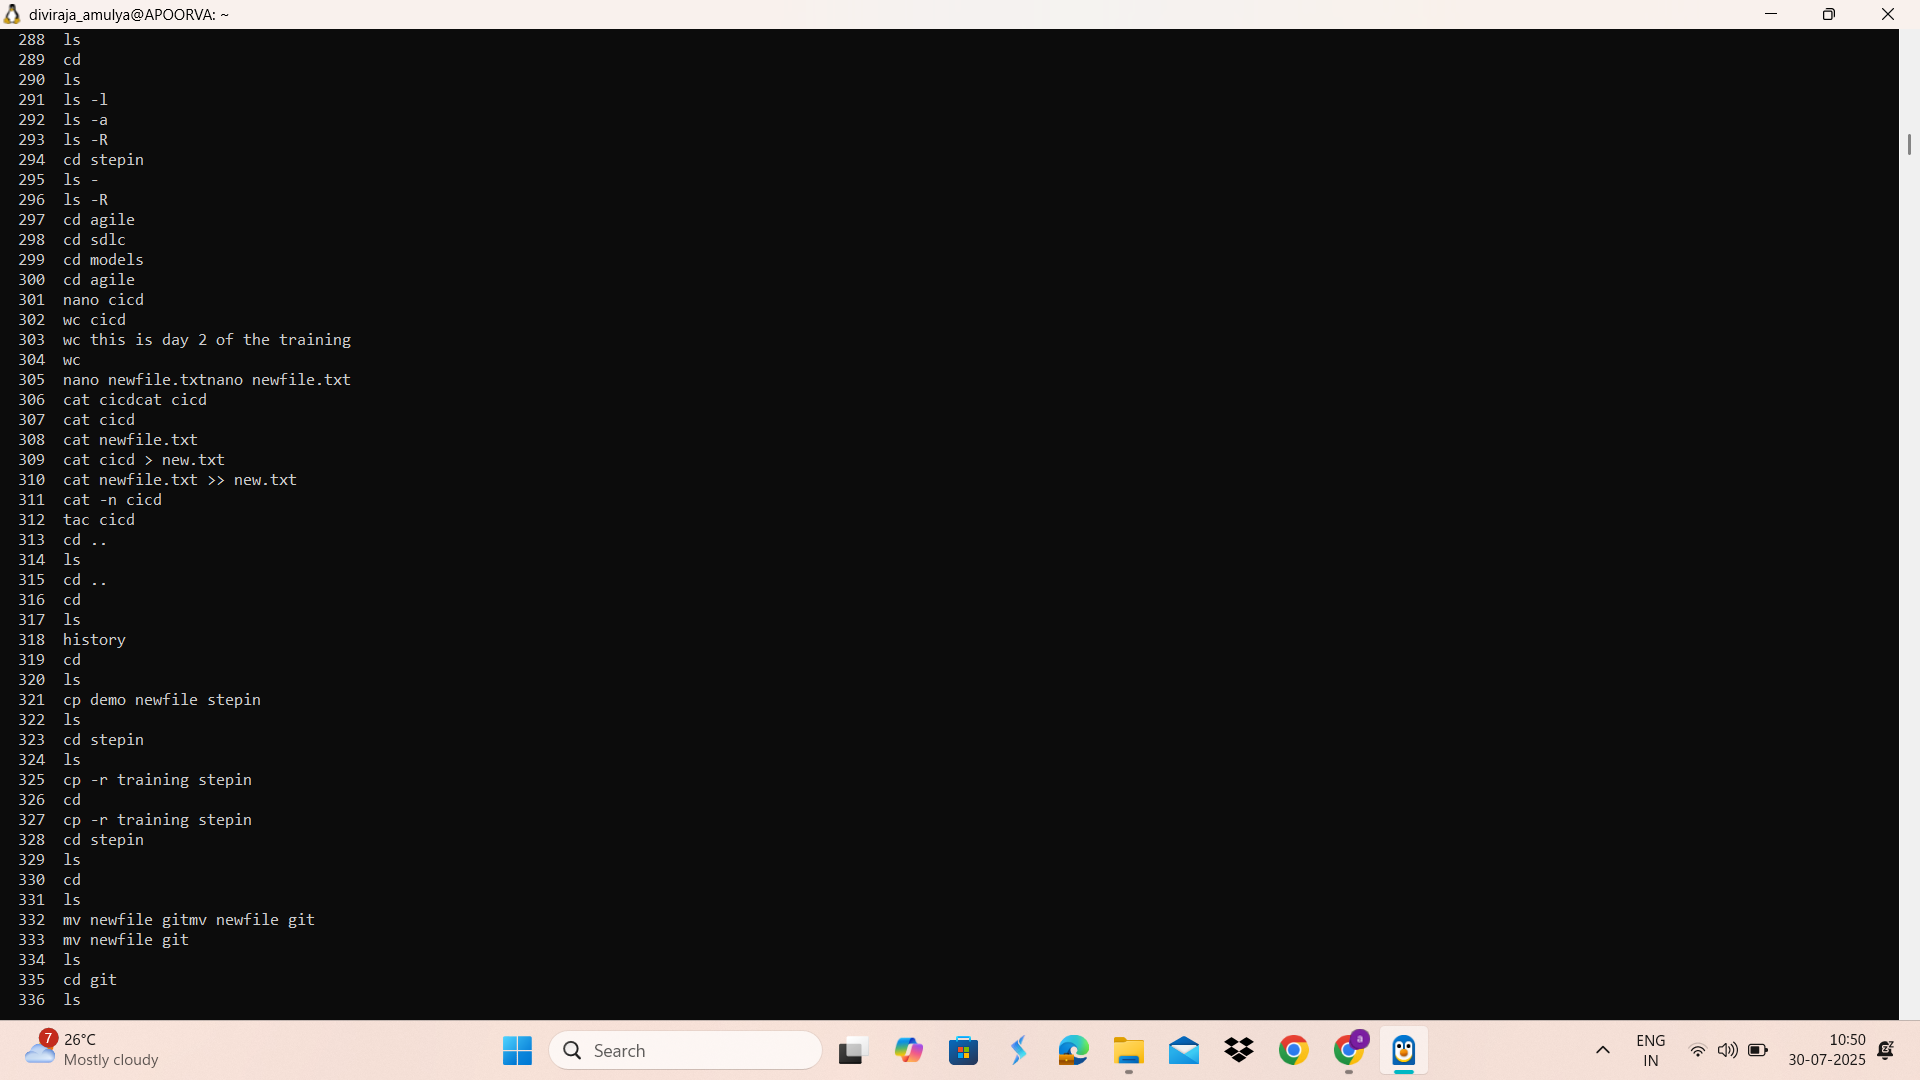 diviraja_amulya@APOORVA: ~
288 ls
289 cd
290 ls
291 ls -l
292 ls -a
293 ls -R
294 cd stepin
295 ls -
296 ls -R
297 cd agile
298 cd sdlc
299 cd models
300 cd agile
301 nano cicd
302 wc cicd
303 wc this is day 2 of the training
304 wc
305 nano newfile.txtnano newfile.txt
306 cat cicdcat cicd
307 cat cicd
308 cat newfile.txt
309 cat cicd > new.txt
310 cat newfile.txt >> new.txt
311 cat -n cicd
312 tac cicd
313 cd ..
314 ls
315 cd ..
316 cd
317 ls
318 history
319 cd
320 ls
321 cp demo newfile stepin
322 ls
323 cd stepin
324 ls
325 cp -r training stepin
326 cd
327 cp -r training stepin
328 cd stepin
329 ls
330 cd
331 ls
332 mv newfile gitmv newfile git
333 mv newfile git
334 ls
335 cd git
336 ls
7
26°C
Mostly cloudy
Search
a
ENG
IN
10:50
30-07-2025